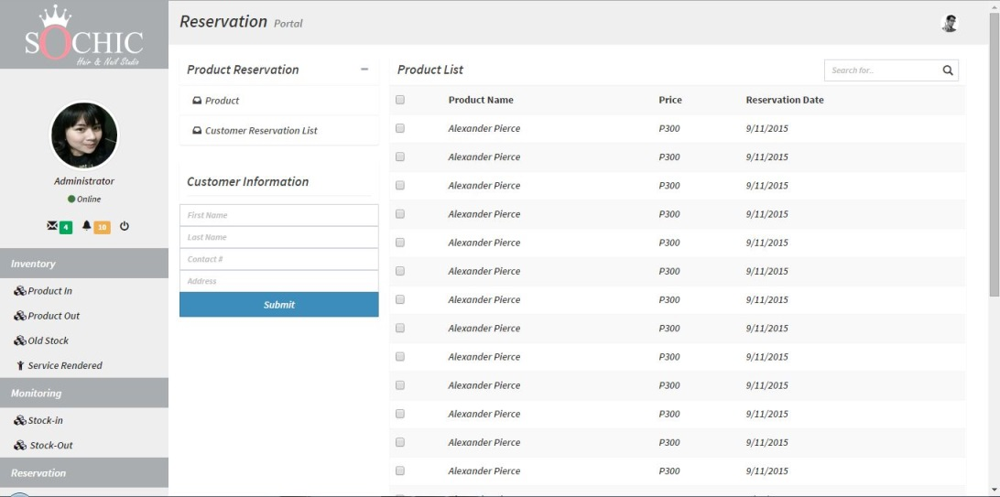 SOCHIC
Hair & Nail Studio
Administrator
Online
4
10
Inventory
Product In
Product Out
Old Stock
Service Rendered
Monitoring
Stock-in
Stock-Out
Reservation
Reservation Portal
Product Reservation
Product
Customer Reservation List
Customer Information
First Name
Last Name
Contact #
Address
Submit
Product List
Search for..
Product Name Price Reservation Date
Alexander Pierce P300 9/11/2015
Alexander Pierce P300 9/11/2015
Alexander Pierce P300 9/11/2015
Alexander Pierce P300 9/11/2015
Alexander Pierce P300 9/11/2015
Alexander Pierce P300 9/11/2015
Alexander Pierce P300 9/11/2015
Alexander Pierce P300 9/11/2015
Alexander Pierce P300 9/11/2015
Alexander Pierce P300 9/11/2015
Alexander Pierce P300 9/11/2015
Alexander Pierce P300 9/11/2015
Alexander Pierce P300 9/11/2015